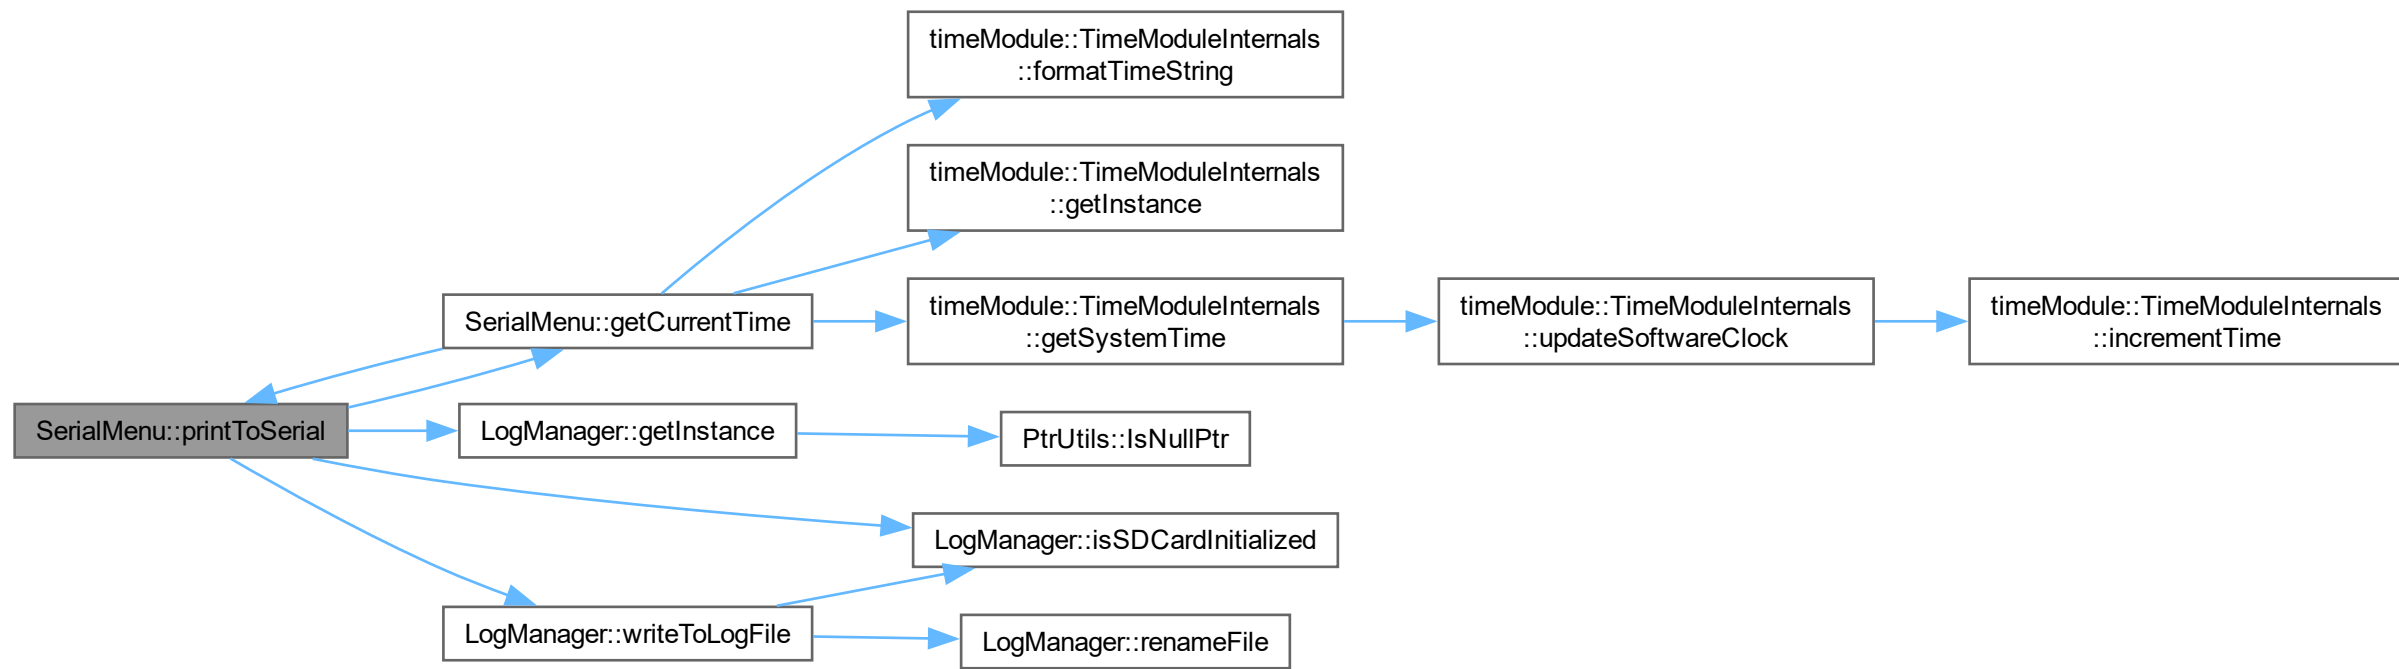 timeModule::TimeModuleInternals
::formatTimeString
timeModule::TimeModuleInternals
::getInstance
SerialMenu::getCurrentTime
timeModule::TimeModuleInternals
::getSystemTime
timeModule::TimeModuleInternals
::updateSoftwareClock
timeModule::TimeModuleInternals
::incrementTime
SerialMenu::printToSerial
LogManager::getInstance
PtrUtils::IsNullPtr
LogManager::isSDCardInitialized
LogManager::writeToLogFile
LogManager::renameFile